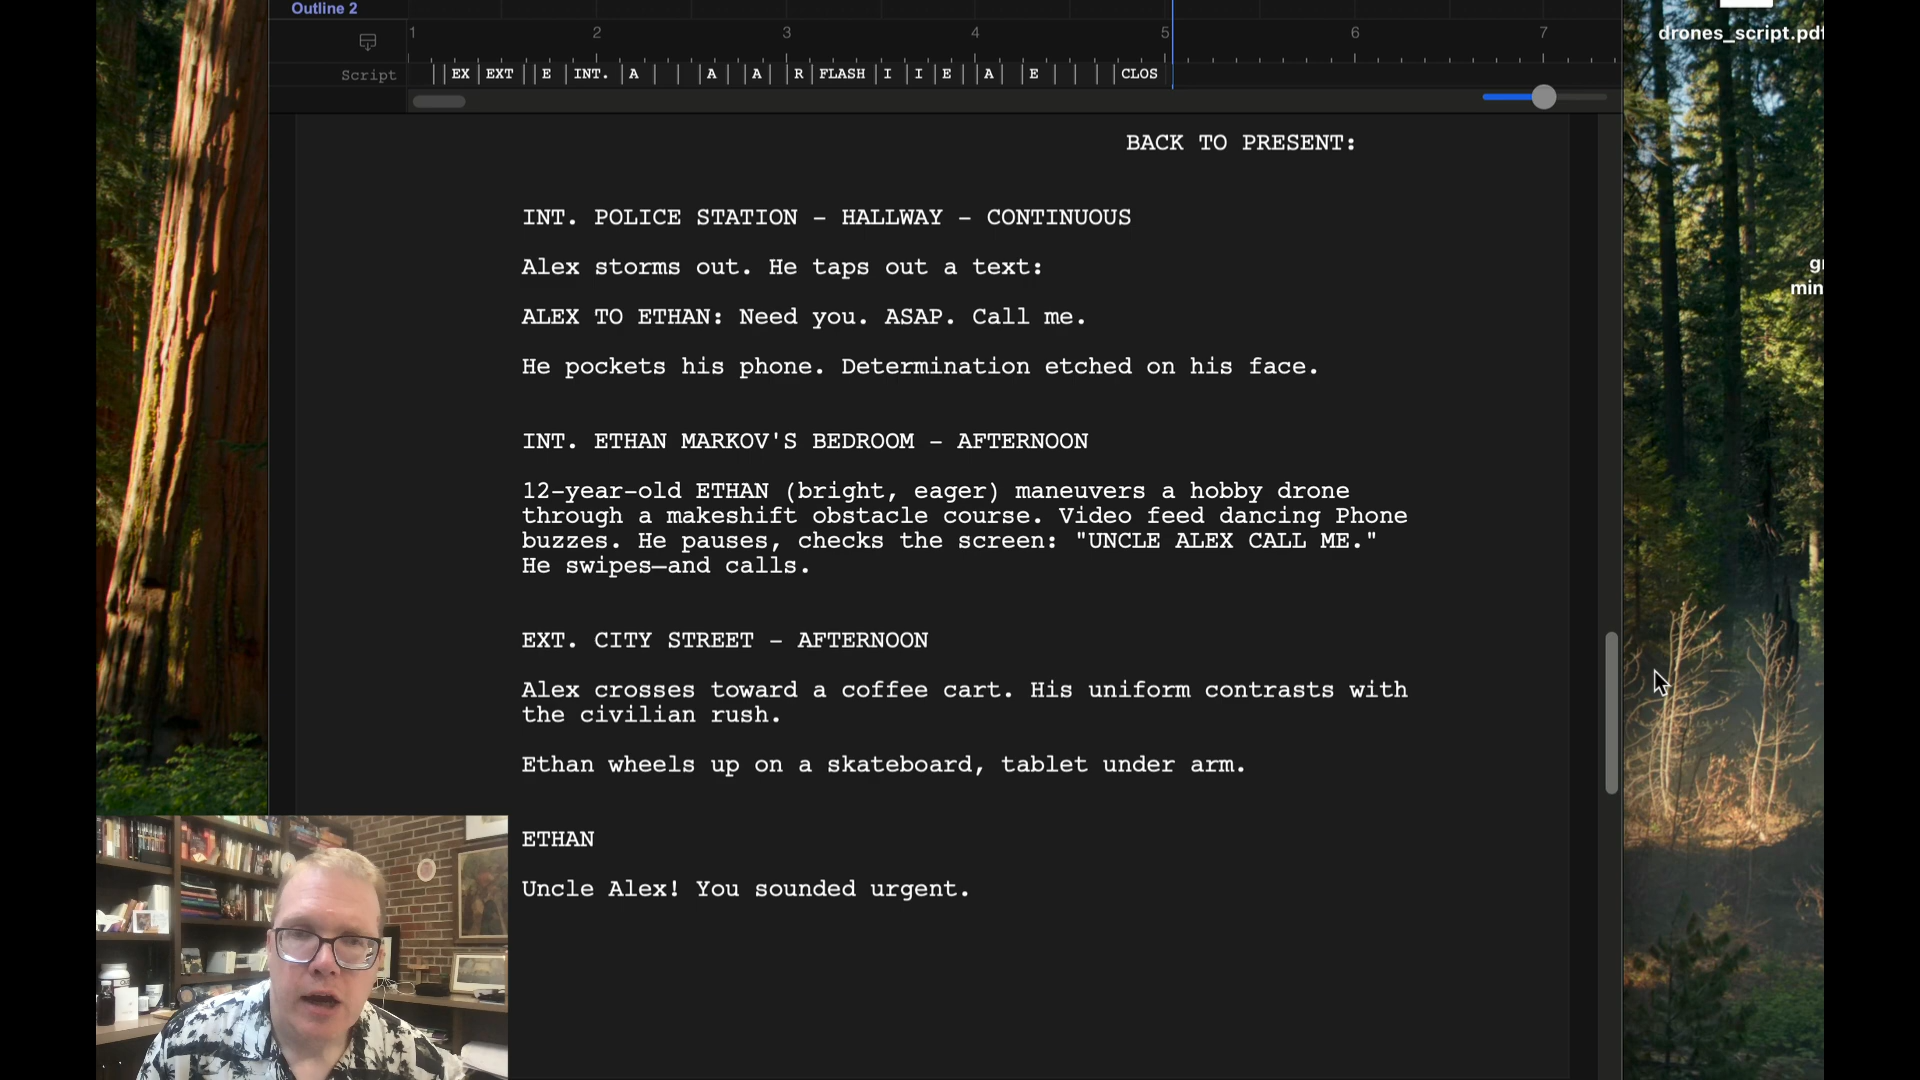 Outline 2
1 2 3 4 5 6 7
Script EX EXT E INT. A A A R FLASH I I E A E CLOS
drones_script.pdf
BACK TO PRESENT:
INT. POLICE STATION – HALLWAY – CONTINUOUS
Alex storms out. He taps out a text:
ALEX TO ETHAN: Need you. ASAP. Call me.
He pockets his phone. Determination etched on his face.
INT. ETHAN MARKOV'S BEDROOM – AFTERNOON
12-year-old ETHAN (bright, eager) maneuvers a hobby drone
through a makeshift obstacle course. Video feed dancing Phone
buzzes. He pauses, checks the screen: "UNCLE ALEX CALL ME."
He swipes—and calls.
EXT. CITY STREET – AFTERNOON
Alex crosses toward a coffee cart. His uniform contrasts with
the civilian rush.
Ethan wheels up on a skateboard, tablet under arm.
ETHAN
Uncle Alex! You sounded urgent.